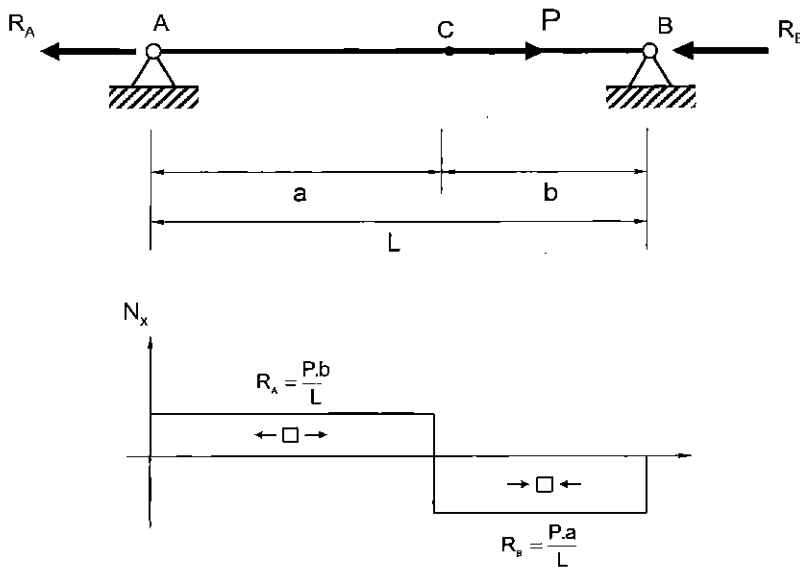 R_A A C P B R_B
a b
L
N_x
R_A = P.b/L
R_B = P.a/L